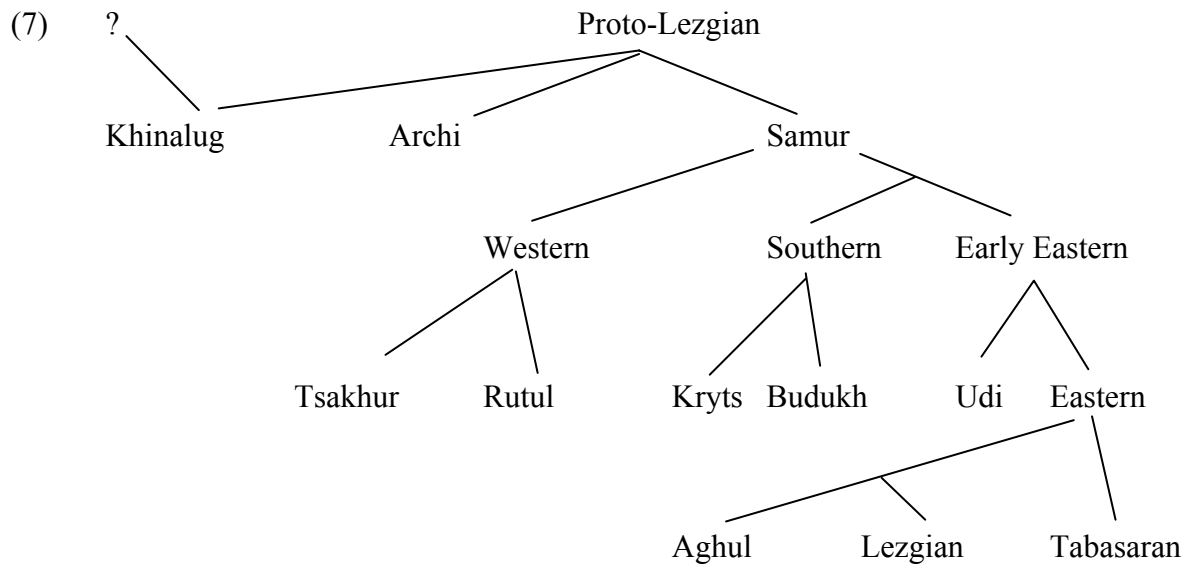 (7) ? Proto-Lezgian
Khinalug Archi Samur
Western Southern Early Eastern
Tsakhur Rutul Kryts Budukh Udi Eastern
Aghul Lezgian Tabasaran